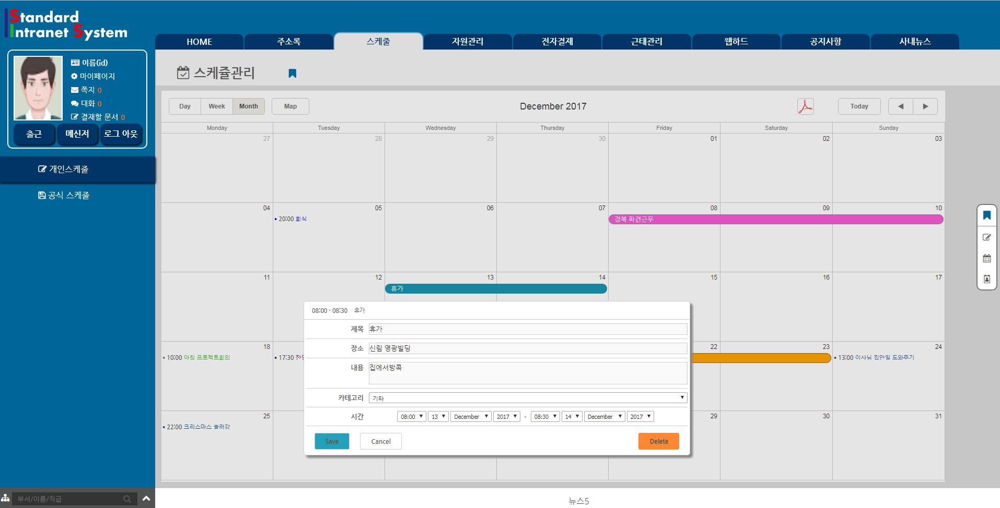 Standard
Intranet System
HOME
주소록
스케줄
자원관리
전자결재
근태관리
웹하드
공지사항
사내뉴스
이름(id)
마이페이지
쪽지 0
대화 0
결재할 문서 0
출근
메신저
로그 아웃
개인스케줄
공식 스케줄
스케쥴관리
Day
Week
Month
Map
December 2017
Today
Monday
Tuesday
Wednesday
Thursday
Friday
Saturday
Sunday
27
28
29
30
01
02
03
04
05
06
07
08
09
10
20:00 회식
경북 파견근무
11
12
13
14
15
16
17
휴가
08:00 - 08:30 휴가
제목
휴가
장소
신림 영광빌딩
내용
집에서방콕
카테고리
기타
시간
08:00
13
December
2017
-
08:30
14
December
2017
Save
Cancel
Delete
18
22
23
24
10:00 아침 프로젝트회의
17:30
13:00 이사님 집안일 도와주기
25
29
30
31
22:00 크리스마스 놀러감
부서/이름/직급
뉴스5